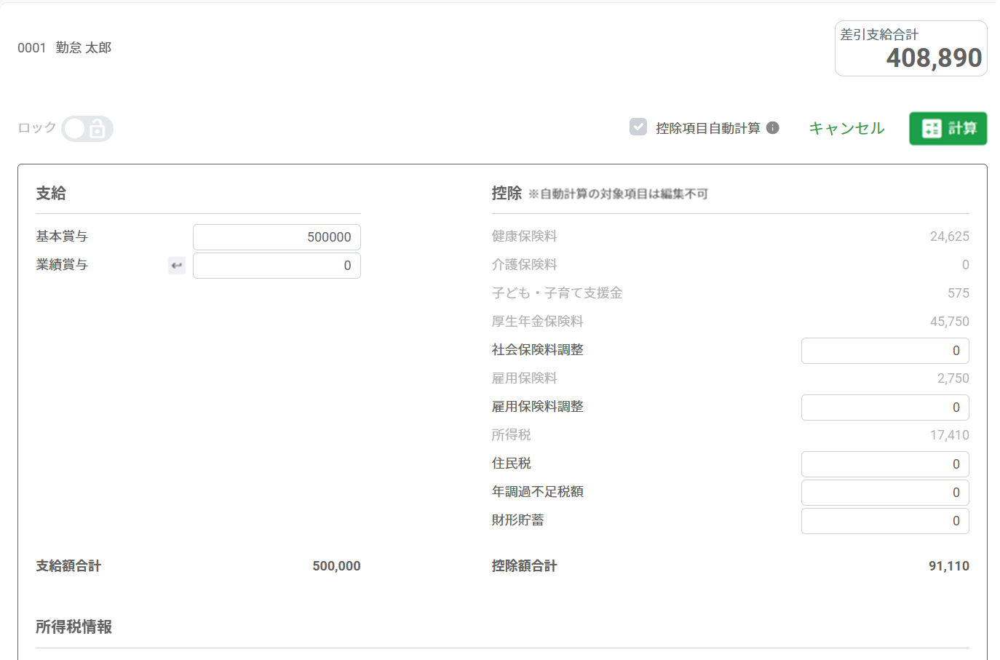 0001 勤怠 太郎
差引支給合計
408,890
ロック
控除項目自動計算
キャンセル
計算
支給
基本賞与 500000
業績賞与 0
支給額合計 500,000
控除 ※自動計算の対象項目は編集不可
健康保険料 24,625
介護保険料 0
子ども・子育て支援金 575
厚生年金保険料 45,750
社会保険料調整 0
雇用保険料 2,750
雇用保険料調整 0
所得税 17,410
住民税 0
年調過不足税額 0
財形貯蓄 0
控除額合計 91,110
所得税情報